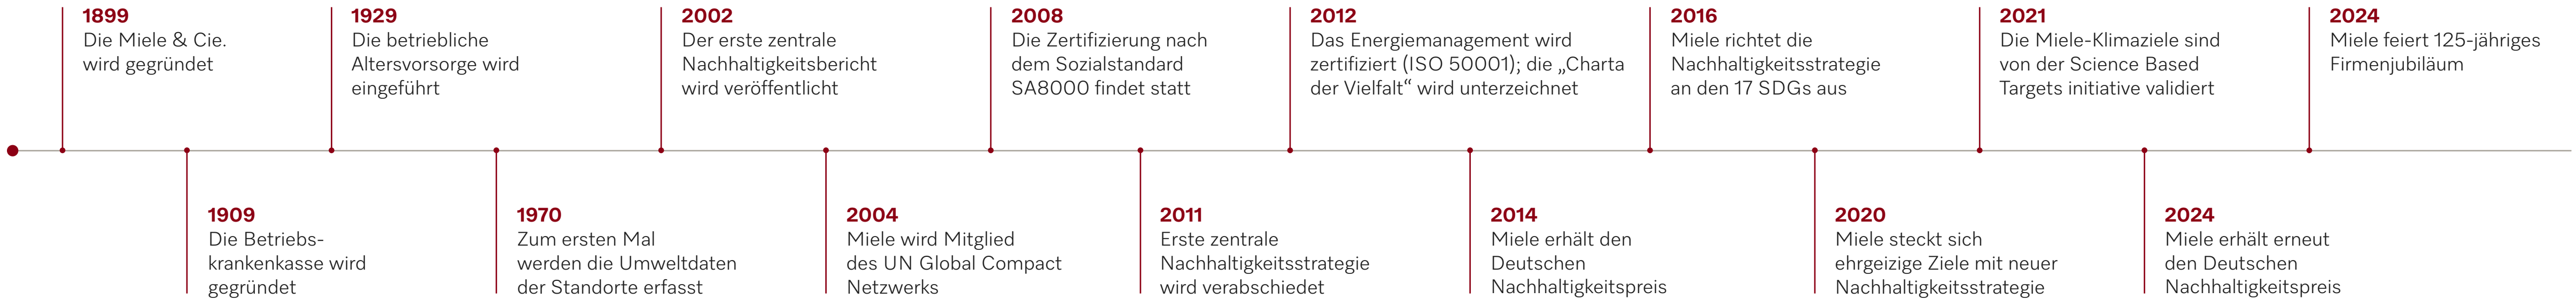 1899
Die Miele & Cie.
wird gegründet
1909
Die Betriebs-
krankenkasse wird
gegründet
1929
Die betriebliche
Altersvorsorge wird
eingeführt
1970
Zum ersten Mal
werden die Umweltdaten
der Standorte erfasst
2002
Der erste zentrale
Nachhaltigkeitsbericht
wird veröffentlicht
2004
Miele wird Mitglied
des UN Global Compact
Netzwerks
2008
Die Zertifizierung nach
dem Sozialstandard
SA8000 findet statt
2011
Erste zentrale
Nachhaltigkeitsstrategie
wird verabschiedet
2012
Das Energiemanagement wird
zertifiziert (ISO 50001); die „Charta
der Vielfalt“ wird unterzeichnet
2014
Miele erhält den
Deutschen
Nachhaltigkeitspreis
2016
Miele richtet die
Nachhaltigkeitsstrategie
an den 17 SDGs aus
2020
Miele steckt sich
ehrgeizige Ziele mit neuer
Nachhaltigkeitsstrategie
2021
Die Miele-Klimaziele sind
von der Science Based
Targets initiative validiert
2024
Miele erhält erneut
den Deutschen
Nachhaltigkeitspreis
2024
Miele feiert 125-jähriges
Firmenjubiläum